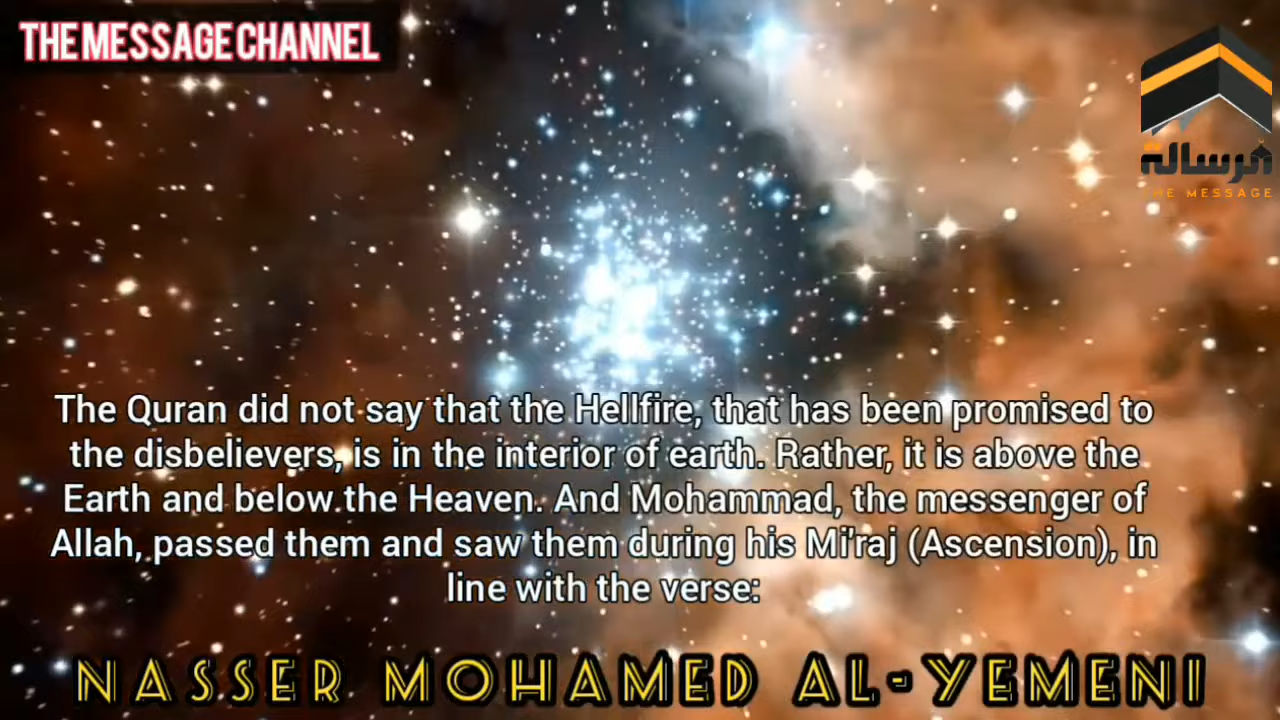 THE MESSAGE CHANNEL
الرسالة
THE MESSAGE
The Quran did not say that the Hellfire, that has been promised to
the disbelievers, is in the interior of earth. Rather, it is above the
Earth and below the Heaven. And Mohammad, the messenger of
Allah, passed them and saw them during his Mi'raj (Ascension), in
line with the verse:
NASSER MOHAMED AL-YEMENI